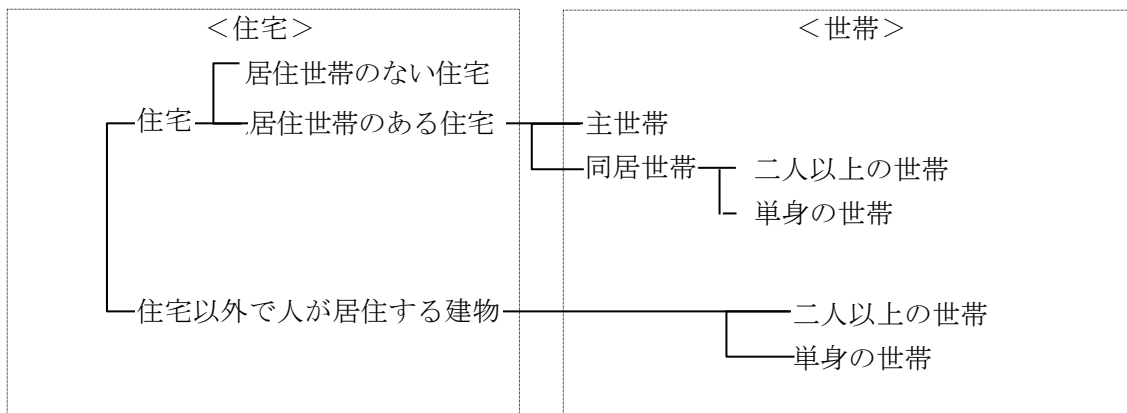 ＜住宅＞
＜世帯＞
居住世帯のない住宅
住宅
居住世帯のある住宅
主世帯
同居世帯
二人以上の世帯
単身の世帯
住宅以外で人が居住する建物
二人以上の世帯
単身の世帯